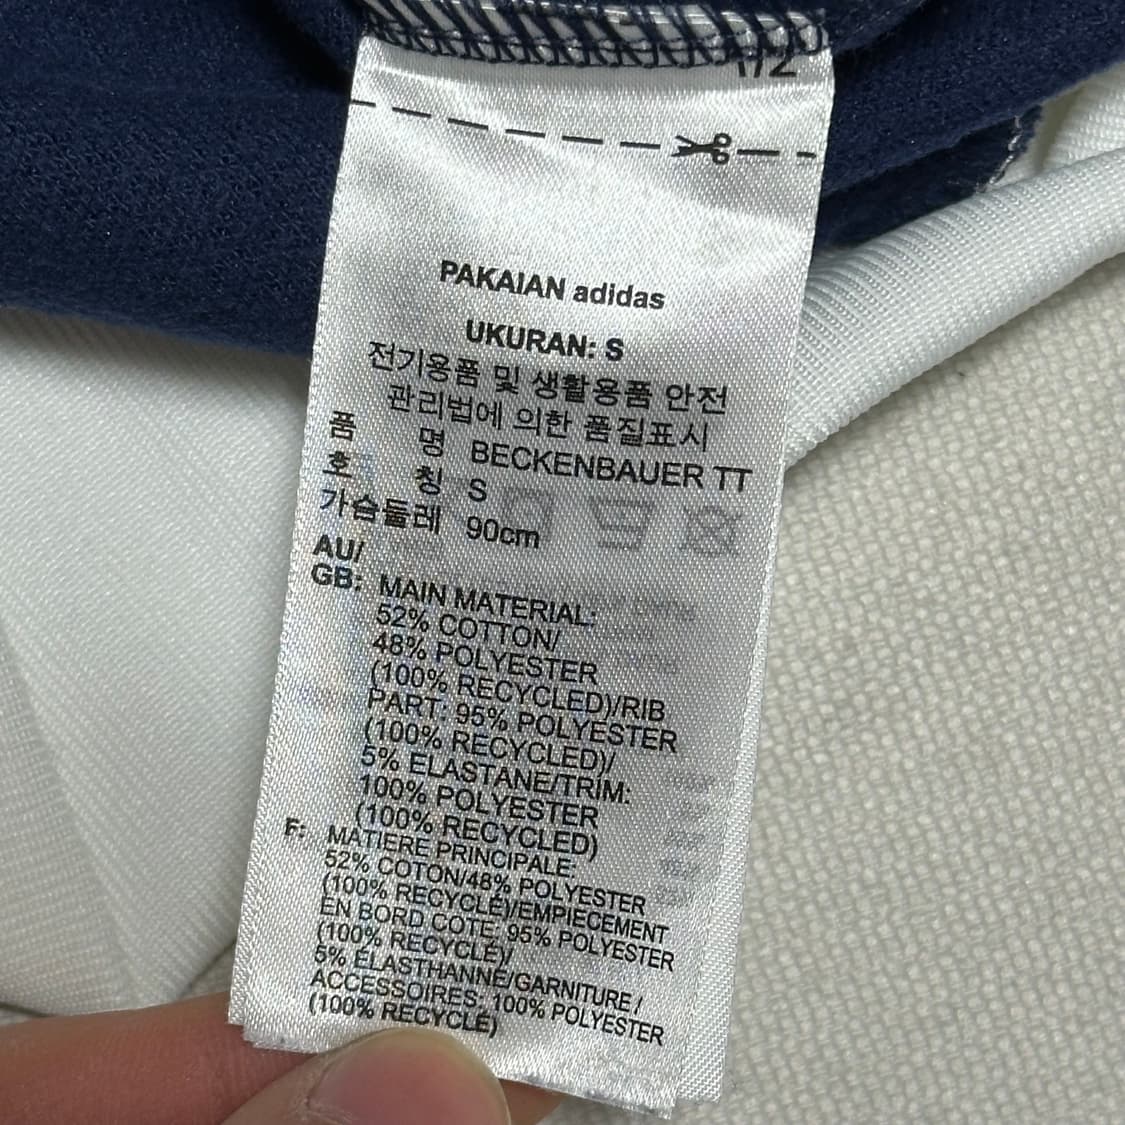 PAKAIAN adidas
UKURAN: S
전기용품 및 생활용품 안전
관리법에 의한 품질표시
품 명 BECKENBAUER TT
호 칭 S
가슴둘레 90cm
AU/
GB: MAIN MATERIAL:
52% COTTON/
48% POLYESTER
(100% RECYCLED)/RIB
PART: 95% POLYESTER
(100% RECYCLED)/
5% ELASTANE/TRIM:
100% POLYESTER
(100% RECYCLED)
F: MATIERE PRINCIPALE:
52% COTON/48% POLYESTER
(100% RECYCLÉ)/EMPIECEMENT
EN BORD COTE: 95% POLYESTER
(100% RECYCLÉ)/
5% ÉLASTHANNE/GARNITURE /
ACCESSOIRES: 100% POLYESTER
(100% RECYCLÉ)